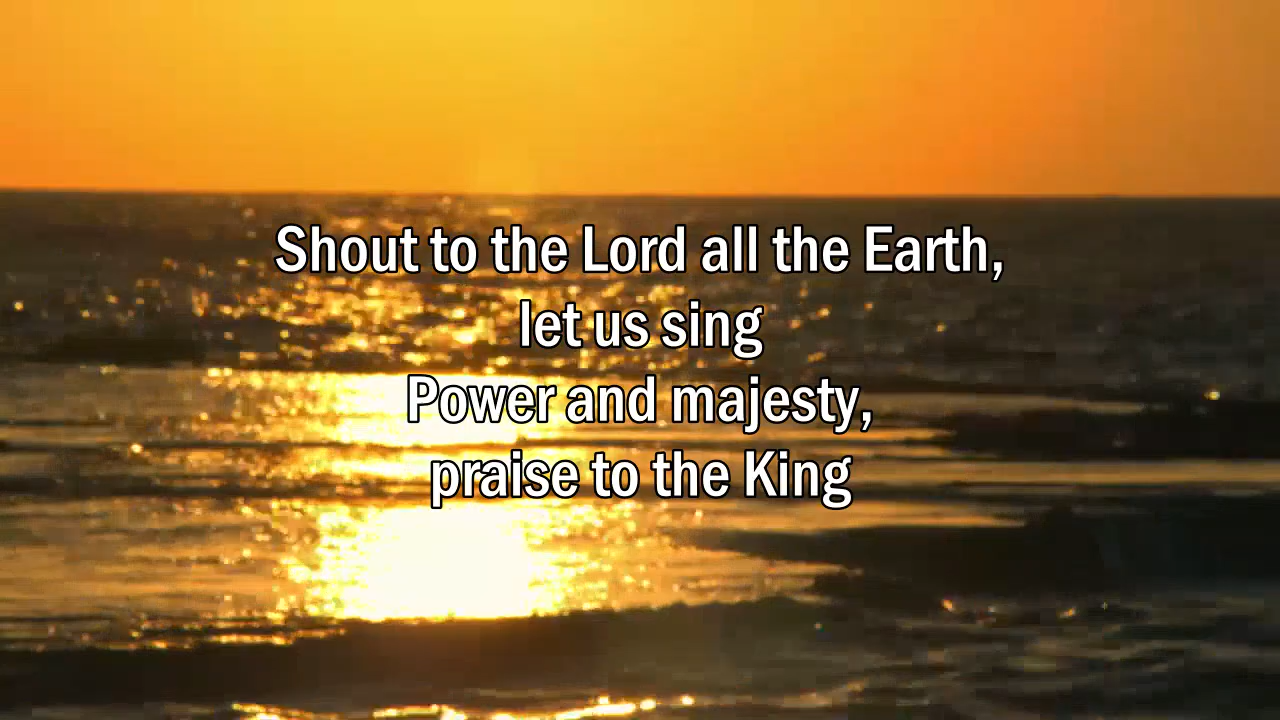 Shout to the Lord all the Earth,
let us sing
Power and majesty,
praise to the King